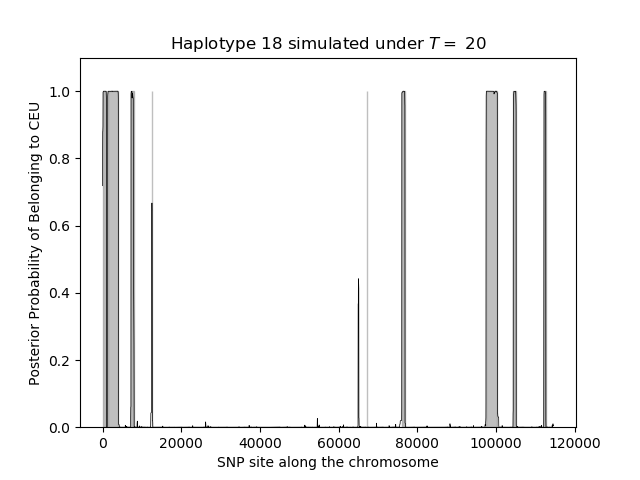 Haplotype 18 simulated under T = 20
Posterior Probability of Belonging to CEU
1.0
0.8
0.6
0.4
0.2
0.0
0 20000 40000 60000 80000 100000 120000
SNP site along the chromosome